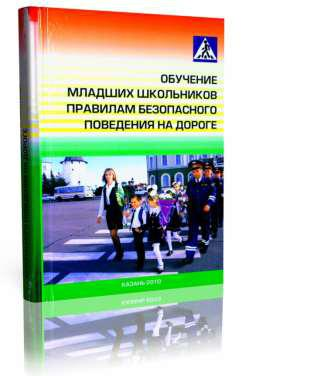 ОБУЧЕНИЕ
МЛАДШИХ ШКОЛЬНИКОВ
ПРАВИЛАМ БЕЗОПАСНОГО
ПОВЕДЕНИЯ НА ДОРОГЕ
КАЗАНЬ 2010